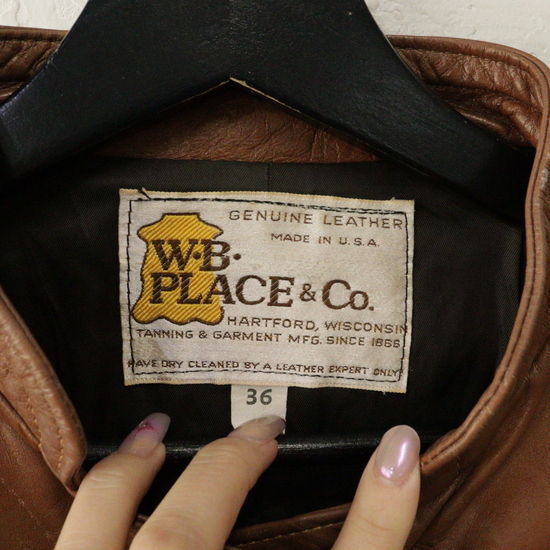 GENUINE LEATHER
MADE IN U.S.A.
W·B·
PLACE & CO.
HARTFORD, WISCONSIN
TANNING & GARMENT MFG. SINCE 1866
HAVE DRY CLEANED BY A LEATHER EXPERT ONLY
36